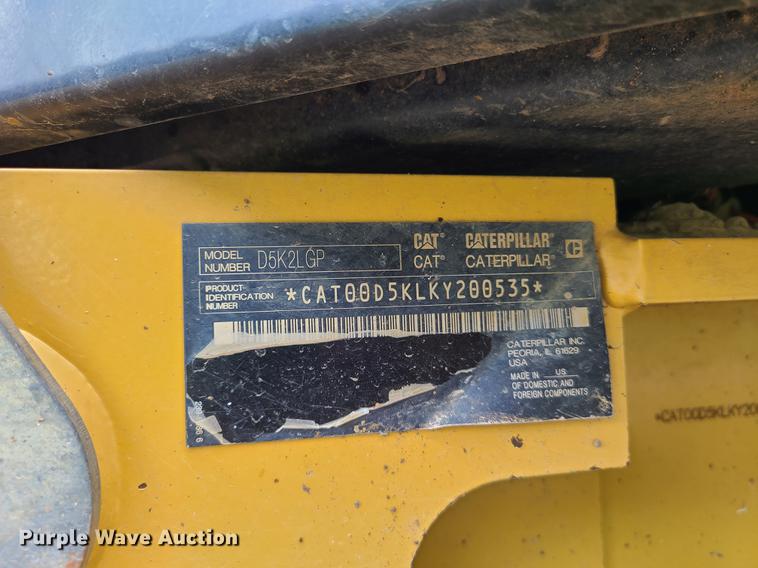 MODEL NUMBER D5K2LGP
CAT® CATERPILLAR® C
CAT® CATERPILLAR®
PRODUCT IDENTIFICATION NUMBER *CAT00D5KLKY200535*
CATERPILLAR INC.
PEORIA, IL 61629
USA
MADE IN US
OF DOMESTIC AND
FOREIGN COMPONENTS
*CAT00D5KLKY200
Purple Wave Auction